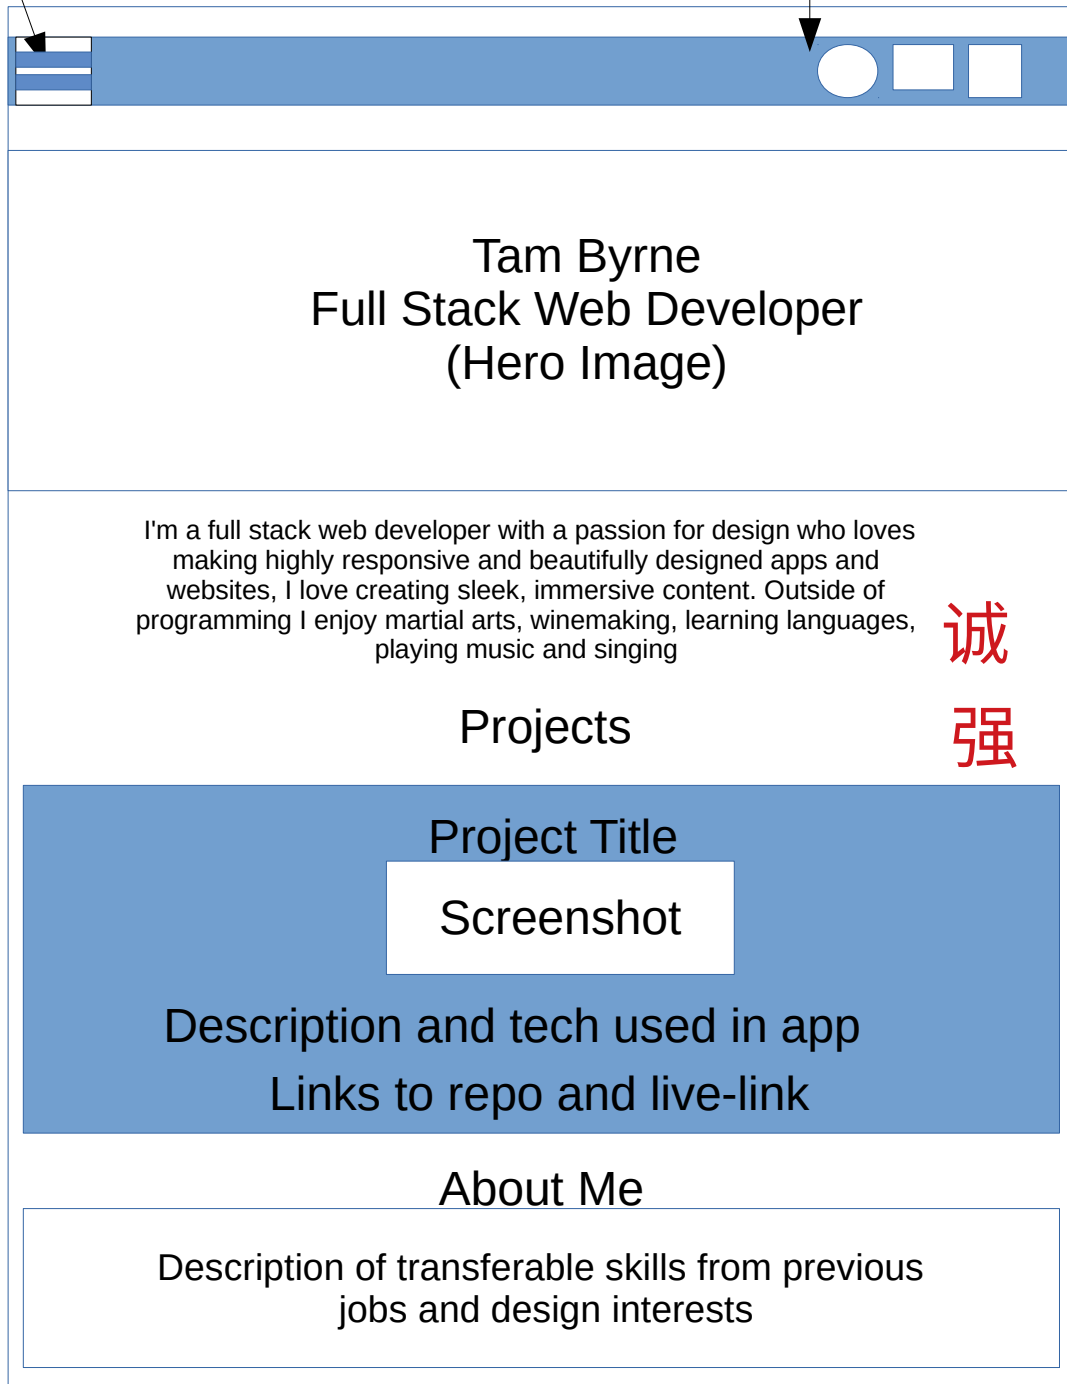 Tam Byrne
Full Stack Web Developer
(Hero Image)
I'm a full stack web developer with a passion for design who loves
making highly responsive and beautifully designed apps and
websites, I love creating sleek, immersive content. Outside of
programming I enjoy martial arts, winemaking, learning languages,
playing music and singing
诚
强
Projects
Project Title
Screenshot
Description and tech used in app
Links to repo and live-link
About Me
Description of transferable skills from previous
jobs and design interests